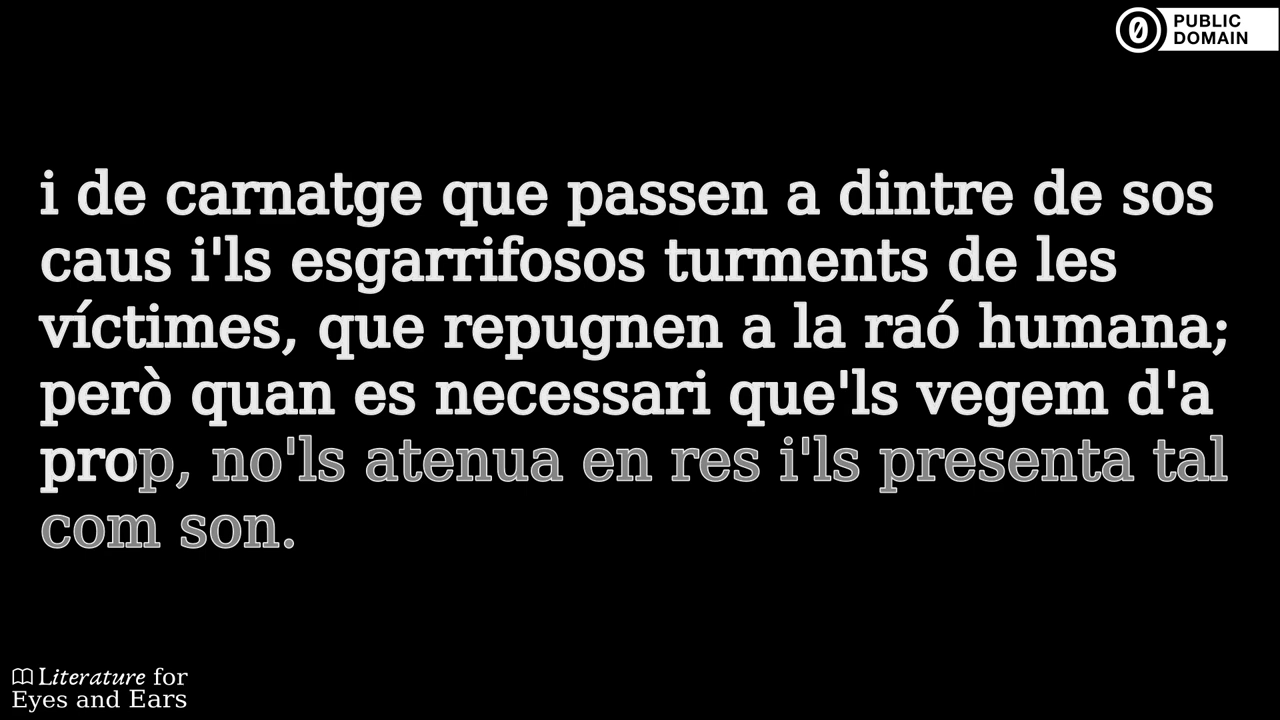 PUBLIC
DOMAIN
i de carnatge que passen a dintre de sos
caus i'ls esgarrifosos turments de les
víctimes, que repugnen a la raó humana;
però quan es necessari que'ls vegem d'a
prop, no'ls atenua en res i'ls presenta tal
com son.
Literature for
Eyes and Ears